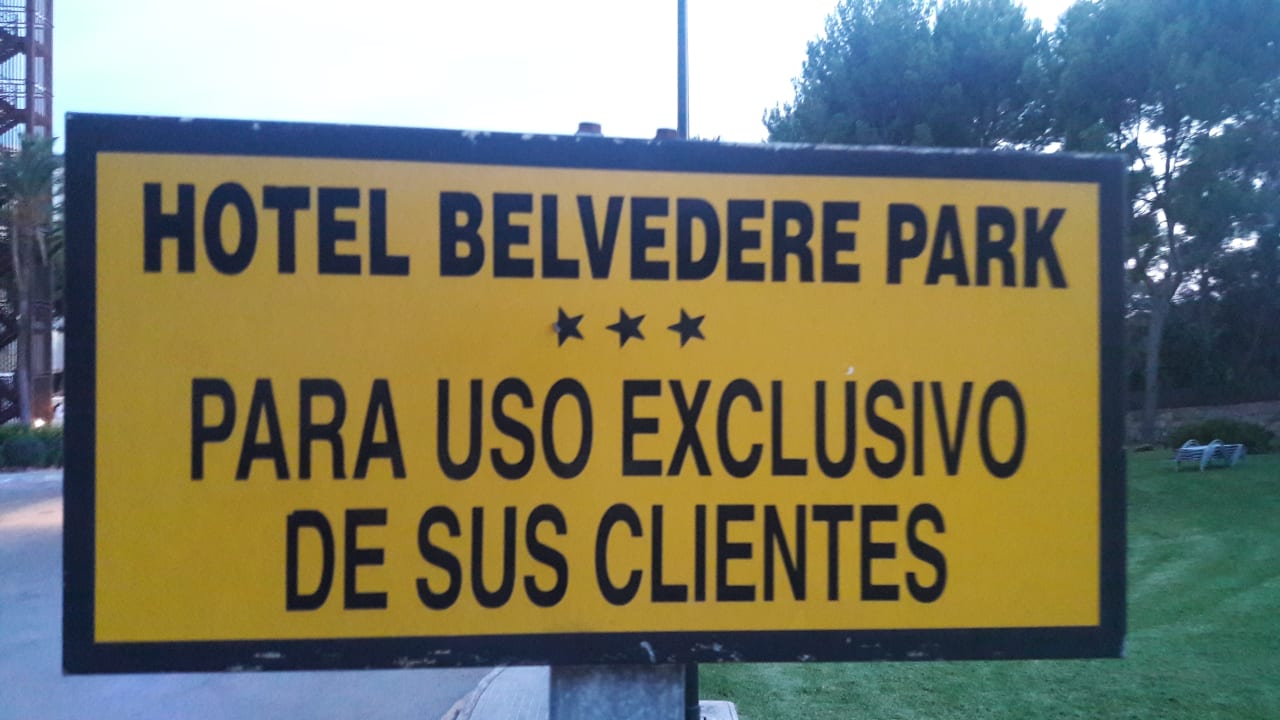 HOTEL BELVEDERE PARK
★ ★ ★
PARA USO EXCLUSIVO
DE SUS CLIENTES